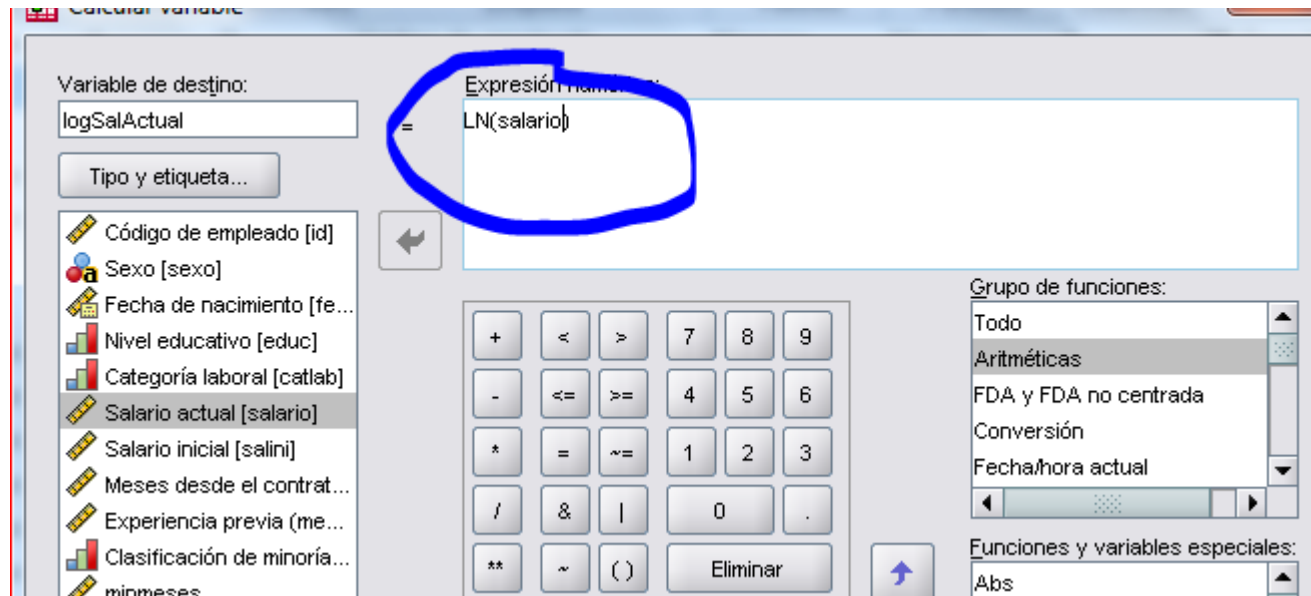 Calcular variable
Variable de destino:
logSalActual
=
Tipo y etiqueta...
Expresión numérica:
LN(salario)
Código de empleado [id]
Sexo [sexo]
Fecha de nacimiento [fe...
Nivel educativo [educ]
Categoría laboral [catlab]
Salario actual [salario]
Salario inicial [salini]
Meses desde el contrat...
Experiencia previa (me...
Clasificación de minoría...
minmeses
+ < > 7 8 9
- <= >= 4 5 6
* = ~= 1 2 3
/ & | 0 .
** ~ ( ) Eliminar
Grupo de funciones:
Todo
Aritméticas
FDA y FDA no centrada
Conversión
Fecha/hora actual
Funciones y variables especiales:
Abs